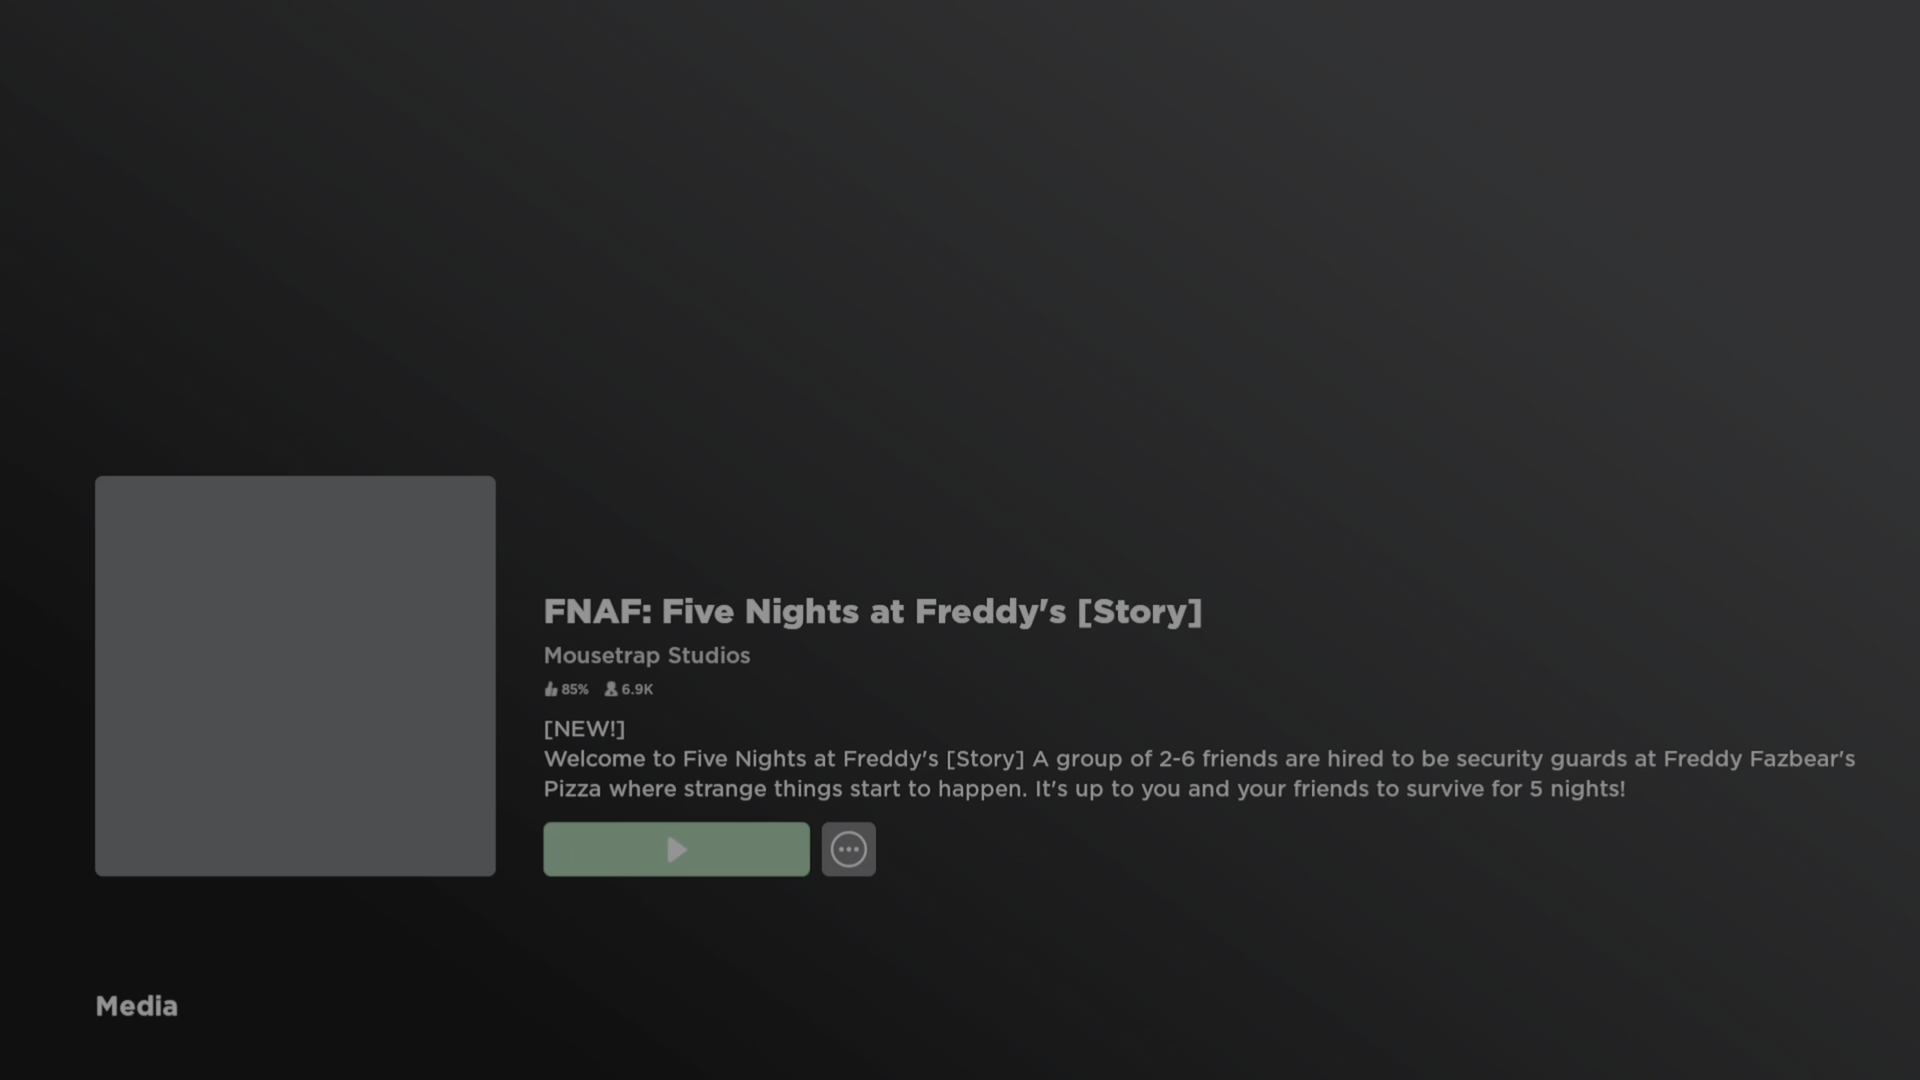 FNAF: Five Nights at Freddy's [Story]
Mousetrap Studios
85% 6.9K
[NEW!]
Welcome to Five Nights at Freddy's [Story] A group of 2-6 friends are hired to be security guards at Freddy Fazbear's
Pizza where strange things start to happen. It's up to you and your friends to survive for 5 nights!
Media